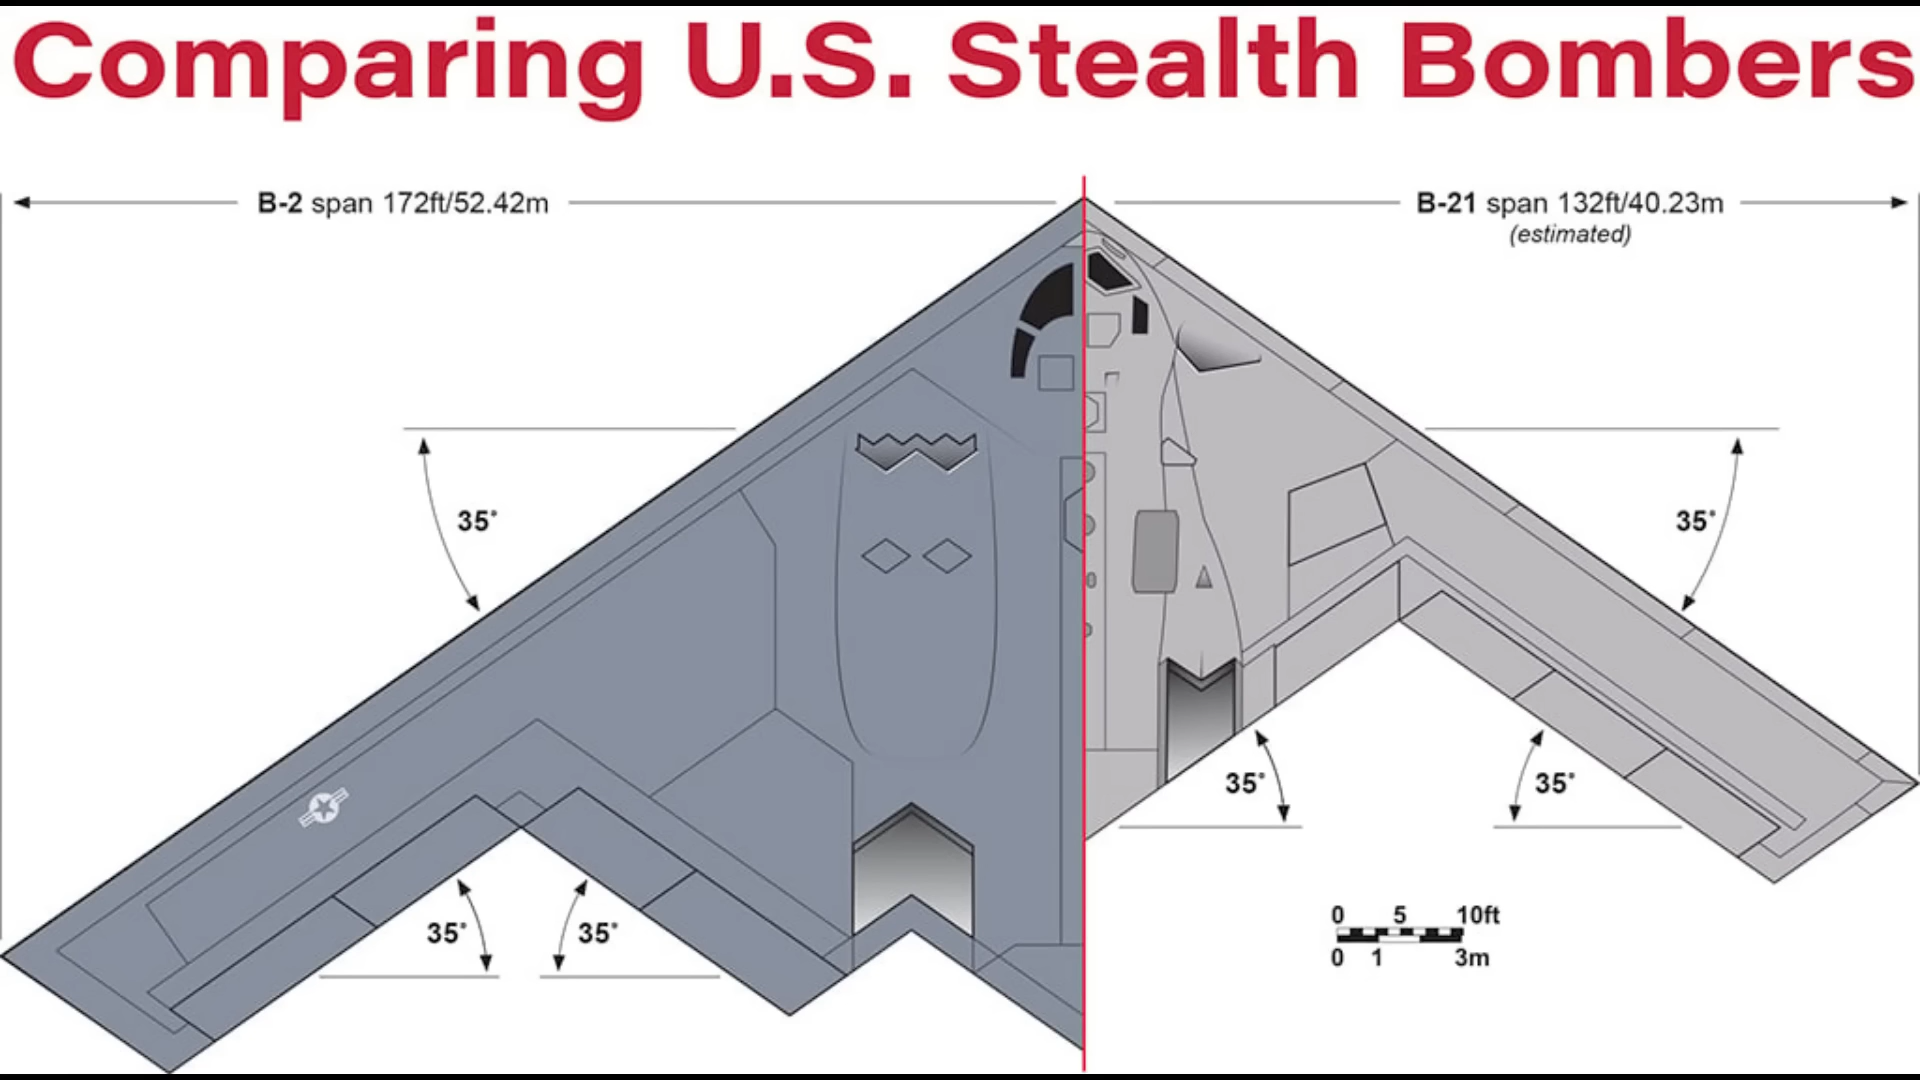 Comparing U.S. Stealth Bombers
B-2 span 172ft/52.42m
B-21 span 132ft/40.23m
(estimated)
35°
35°
35°
35°
35°
35°
0 5 10ft
0 1 3m